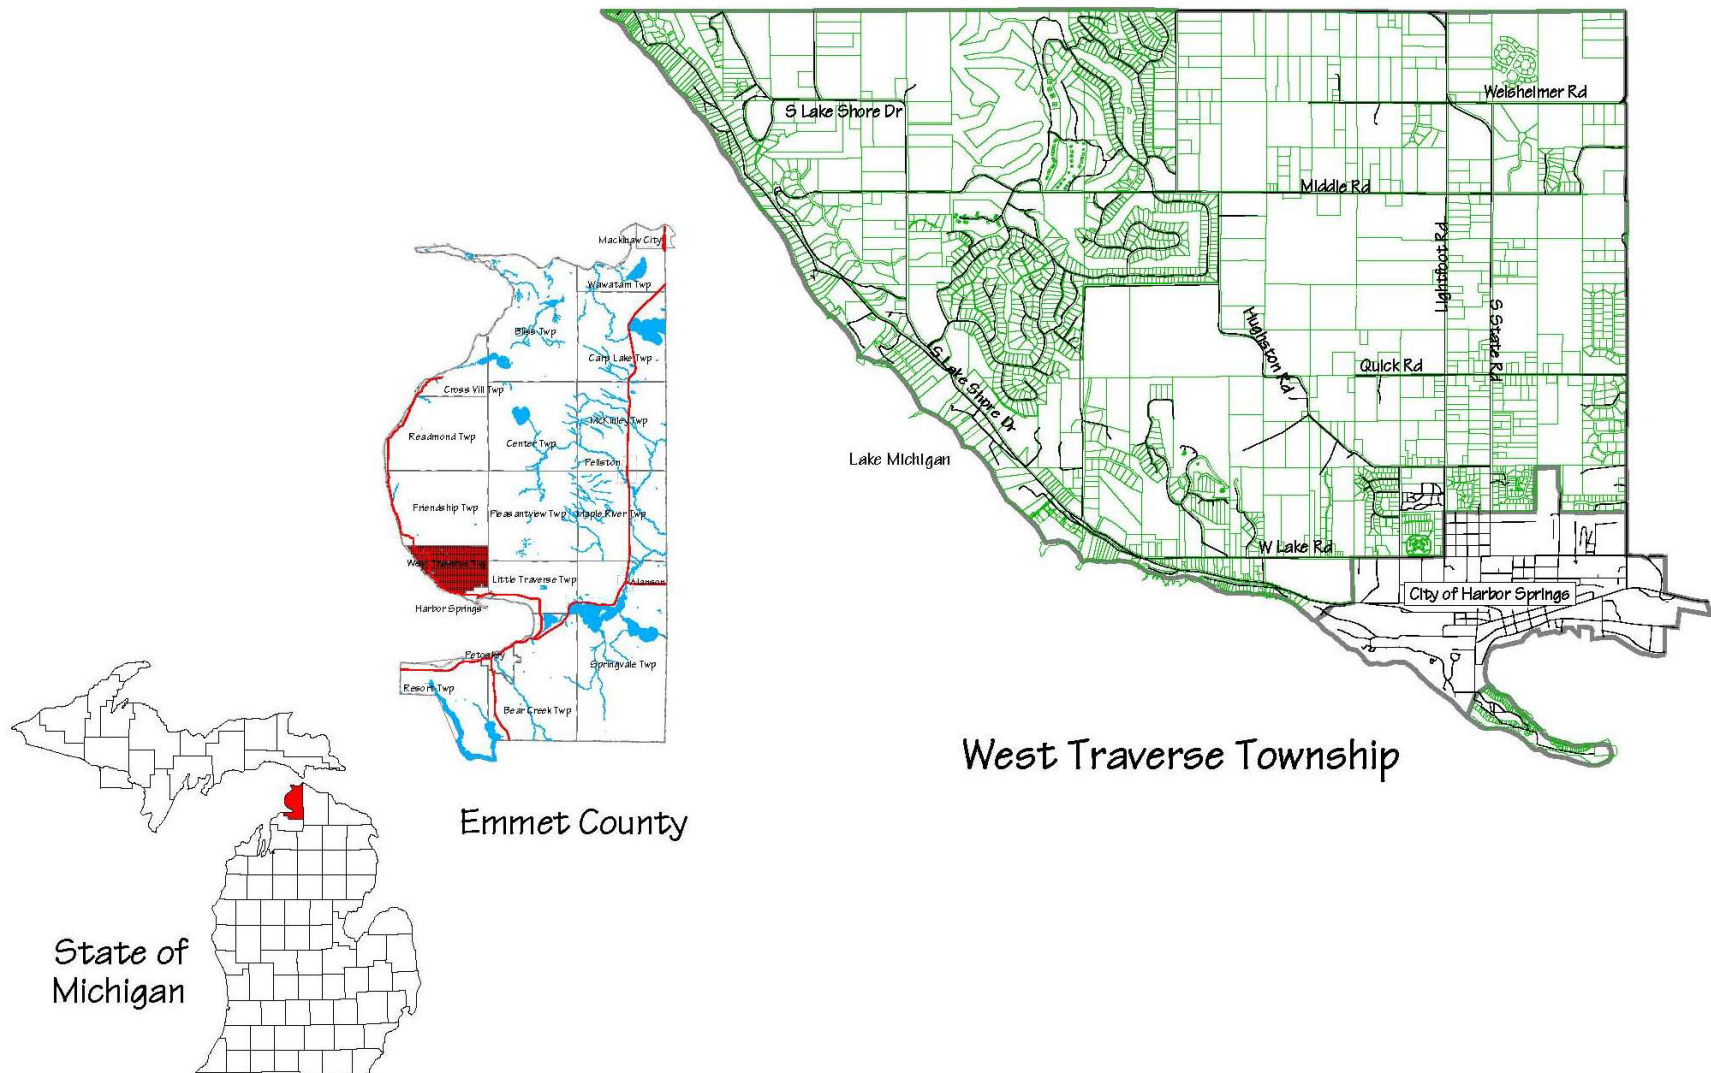 Welsheimer Rd
S Lake Shore Dr
Middle Rd
Lightfoot Rd
S State Rd
Hughston Rd
Quick Rd
S Lake Shore Dr
Lake Michigan
W Lake Rd
City of Harbor Springs
West Traverse Township
Mackinaw City
Wawatam Twp
Bliss Twp
Carp Lake Twp
Cross Vill Twp
McKinley Twp
Readmond Twp
Center Twp
Pellston
Friendship Twp
Pleasantview Twp
Maple River Twp
West Traverse Twp
Little Traverse Twp
Alanson
Harbor Springs
Petoskey
Springvale Twp
Resort Twp
Bear Creek Twp
Emmet County
State of
Michigan